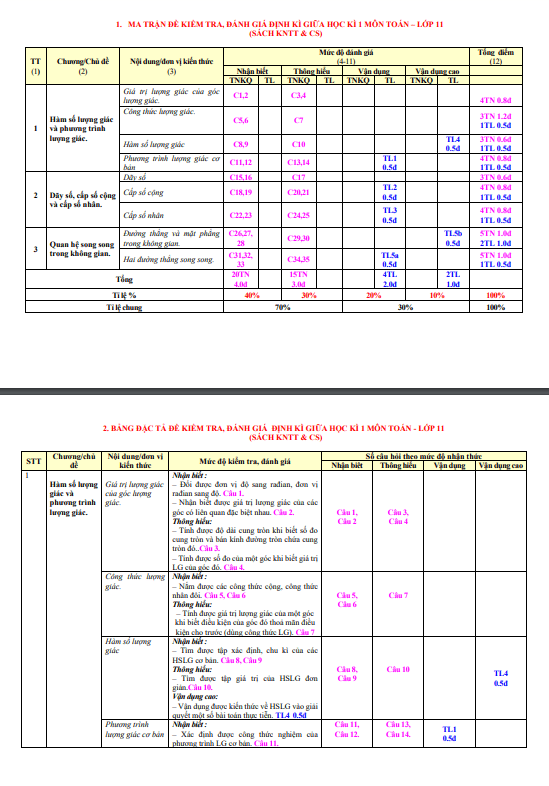 1. MA TRẬN ĐỀ KIỂM TRA, ĐÁNH GIÁ ĐỊNH KÌ GIỮA HỌC KÌ 1 MÔN TOÁN – LỚP 11
(SÁCH KNTT & CS)
TT
(1)
Chương/Chủ đề
(2)
Nội dung/đơn vị kiến thức
(3)
Mức độ đánh giá
(4-11)
Tổng điểm
(12)
Nhận biết
Thông hiểu
Vận dụng
Vận dụng cao
TNKQ TL TNKQ TL TNKQ TL TNKQ TL
1
Hàm số lượng giác
và phương trình
lượng giác.
Giá trị lượng giác của góc
lượng giác.
C1,2
C3,4
4TN 0.8đ
Công thức lượng giác.
C5,6
C7
3TN 1.2đ
1TL 0.5đ
Hàm số lượng giác
C8,9
C10
TL4
0.5đ
3TN 0.6đ
1TL 0.5đ
Phương trình lượng giác cơ
bản
C11,12
C13,14
TL1
0.5đ
4TN 0.8đ
1TL 0.5đ
2
Dãy số, cấp số cộng
và cấp số nhân.
Dãy số
C15,16
C17
3TN 0.6đ
Cấp số cộng
C18,19
C20,21
TL2
0.5đ
4TN 0.8đ
1TL 0.5đ
Cấp số nhân
C22,23
C24,25
TL3
0.5đ
4TN 0.8đ
1TL 0.5đ
3
Quan hệ song song
trong không gian.
Đường thẳng và mặt phẳng
trong không gian.
C26,27,
28
C29,30
TL5b
0.5đ
5TN 1.0đ
2TL 1.0đ
Hai đường thẳng song song.
C31,32,
33
C34,35
TL5a
0.5đ
5TN 1.0đ
1TL 0.5đ
Tổng
20TN
4.0đ
15TN
3.0đ
4TL
2.0đ
2TL
1.0đ
Tỉ lệ %
40%
30%
20%
10%
100%
Tỉ lệ chung
70%
30%
100%
2. BẢNG ĐẶC TẢ ĐỀ KIỂM TRA, ĐÁNH GIÁ ĐỊNH KÌ GIỮA HỌC KÌ 1 MÔN TOÁN - LỚP 11
(SÁCH KNTT & CS)
STT
Chương/chủ
đề
Nội dung/đơn vị
kiến thức
Mức độ kiểm tra, đánh giá
Số câu hỏi theo mức độ nhận thức
Nhận biêt
Thông hiểu
Vận dụng
Vận dụng cao
1
Hàm số lượng
giác và
phương trình
lượng giác.
Giá trị lượng giác
của góc lượng
giác.
Nhận biết :
– Đổi được đơn vị độ sang radian, đơn vị
radian sang độ. Câu 1.
– Nhận biết được giá trị lượng giác của các
góc có liên quan đặc biệt nhau. Câu 2.
Thông hiểu:
– Tính được độ dài cung tròn khi biết số đo
cung tròn và bán kính đường tròn chứa cung
tròn đó..Câu 3.
– Tính được số đo của một góc khi biết giá trị
LG của góc đó. Câu 4.
Câu 1,
Câu 2
Câu 3,
Câu 4
Công thức lượng
giác.
Nhận biết :
– Nắm được các công thức cộng, công thức
nhân đôi. Câu 5, Câu 6
Thông hiểu:
– Tính được giá trị lượng giác của một góc
khi biết điều kiện của góc đó thoả mãn điều
kiện cho trước (dùng công thức LG). Câu 7
Câu 5,
Câu 6
Câu 7
Hàm số lượng
giác
Nhận biết :
– Tìm được tập xác định, chu kì của các
HSLG cơ bản. Câu 8, Câu 9
Thông hiểu:
– Tìm được tập giá trị của HSLG đơn
giản.Câu 10.
Vận dụng cao:
– Vận dụng được kiến thức về HSLG vào giải
quyết một số bài toán thực tiễn. TL4 0.5đ
Câu 8,
Câu 9
Câu 10
TL4
0.5đ
Phương trình
lượng giác cơ bản
Nhận biết :
– Xác định được công thức nghiệm của
phương trình LG cơ bản. Câu 11.
Câu 11,
Câu 12.
Câu 13,
Câu 14.
TL1
0.5đ